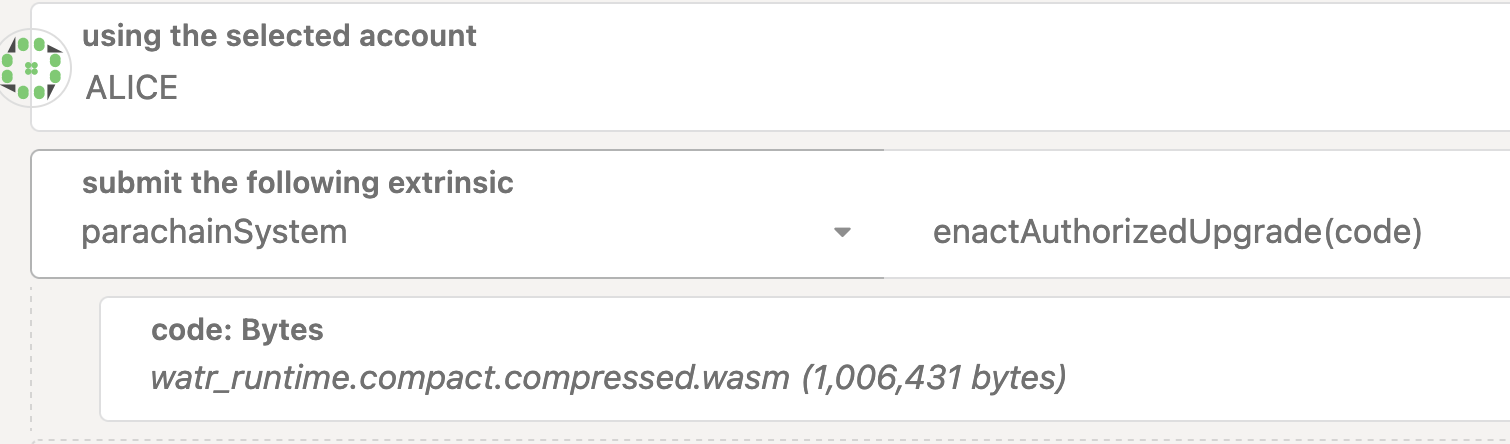 using the selected account
ALICE
submit the following extrinsic
parachainSystem
enactAuthorizedUpgrade(code)
code: Bytes
watr_runtime.compact.compressed.wasm (1,006,431 bytes)